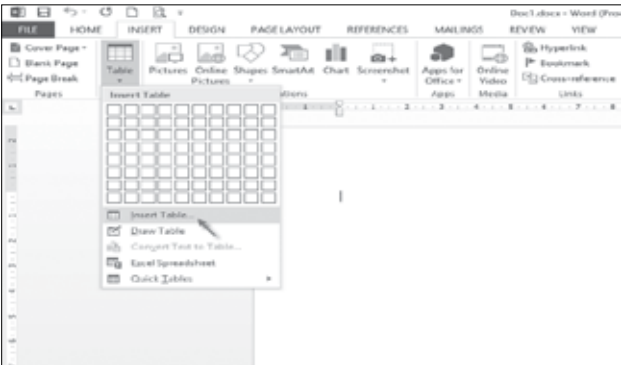 Doc1.docx - Word (Prod
FILE HOME INSERT DESIGN PAGE LAYOUT REFERENCES MAILINGS REVIEW VIEW
Cover Page
Blank Page
Page Break
Pages
Table
Pictures
Online Pictures
Shapes
SmartArt
Chart
Screenshot
Apps for Office
Apps
Online Video
Media
Hyperlink
Bookmark
Cross-reference
Links
Insert Table
Insert Table...
Draw Table
Convert Text to Table...
Excel Spreadsheet
Quick Tables